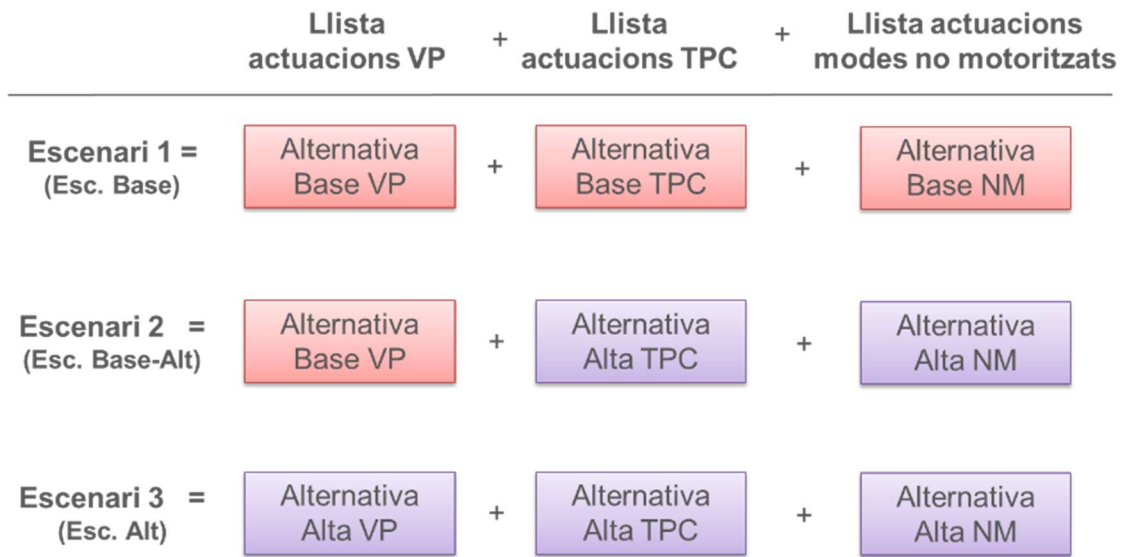 Llista
actuacions VP
+
Llista
actuacions TPC
+
Llista actuacions
modes no motoritzats
Escenari 1 =
(Esc. Base)
Alternativa
Base VP
+
Alternativa
Base TPC
+
Alternativa
Base NM
Escenari 2 =
(Esc. Base-Alt)
Alternativa
Base VP
+
Alternativa
Alta TPC
+
Alternativa
Alta NM
Escenari 3 =
(Esc. Alt)
Alternativa
Alta VP
+
Alternativa
Alta TPC
+
Alternativa
Alta NM